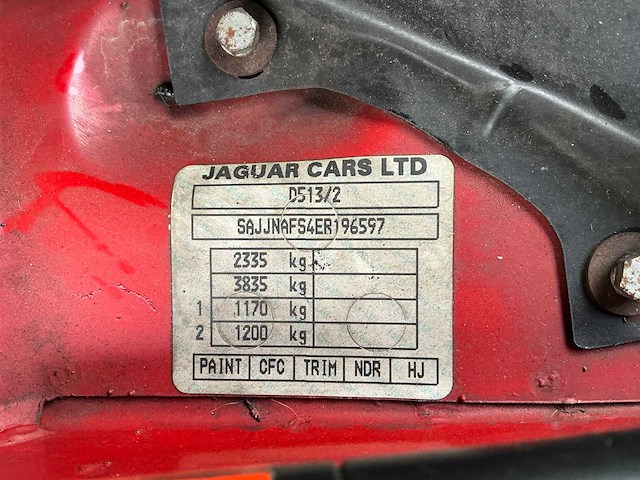 JAGUAR CARS LTD
D513/2
SAJJNAFS4ER196597
2335 kg
3835 kg
1 1170 kg
2 1200 kg
PAINT CFC TRIM NDR HJ